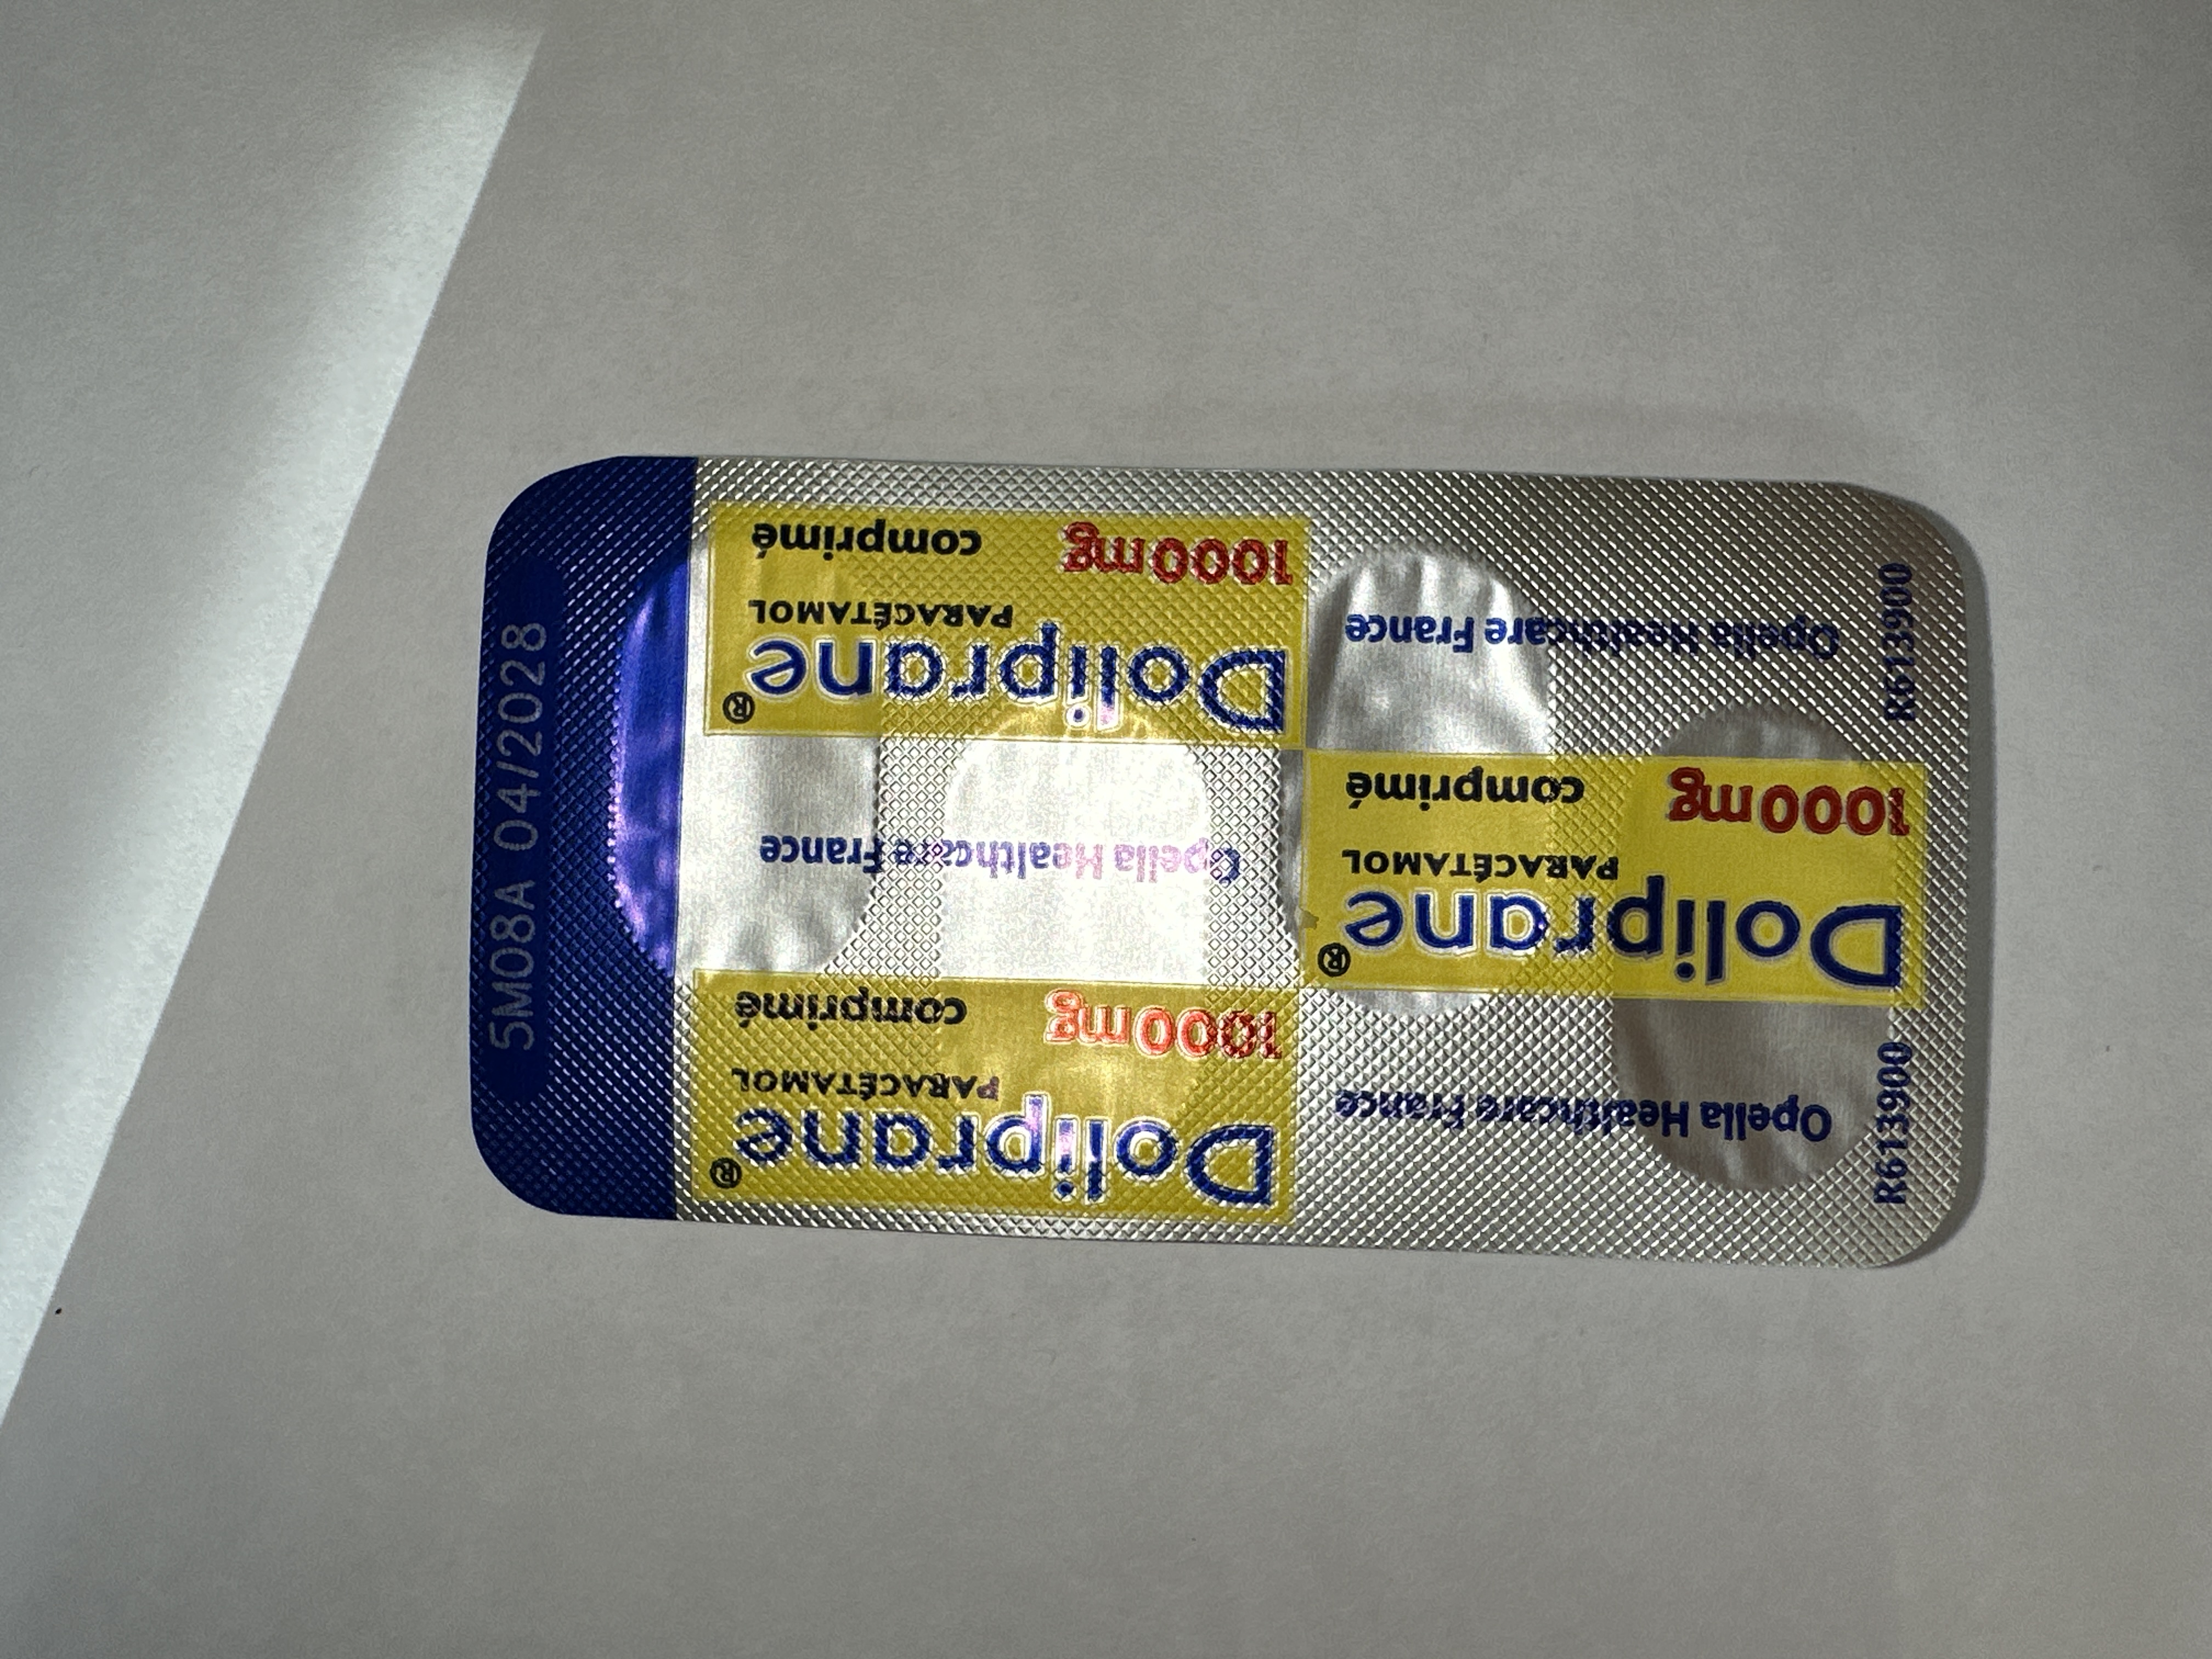 Doliprane®
PARACÉTAMOL
1000mg comprimé
Opella Healthcare France
Doliprane®
PARACÉTAMOL
1000mg comprimé
Opella Healthcare France
Doliprane®
PARACÉTAMOL
1000mg comprimé
Opella Healthcare France
R613900
R613900
5M08A 04/2028